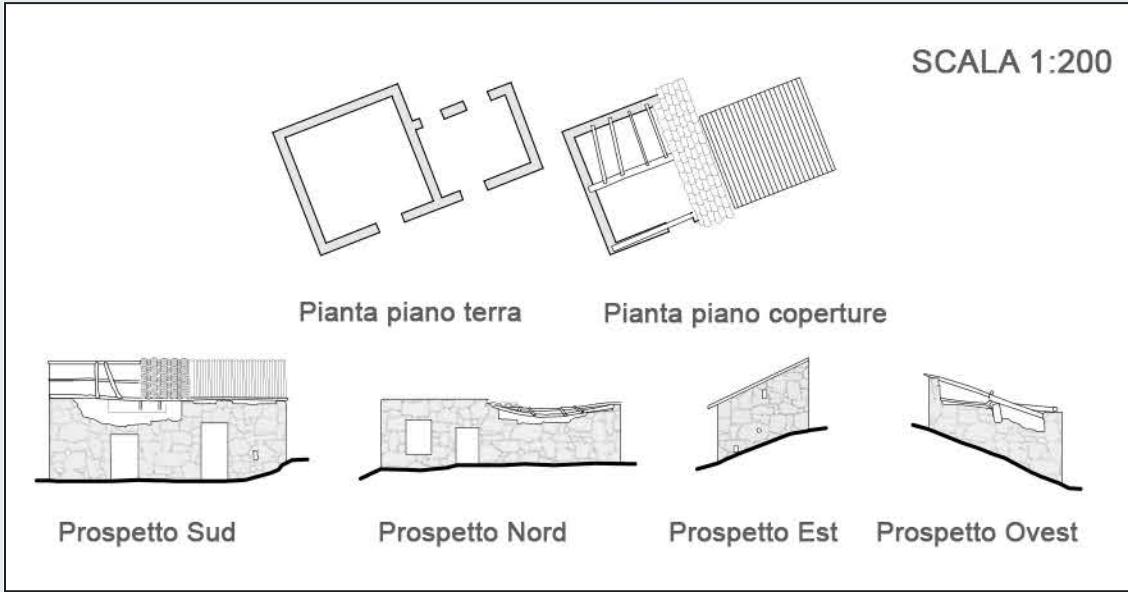 SCALA 1:200
Pianta piano terra
Pianta piano coperture
Prospetto Sud
Prospetto Nord
Prospetto Est
Prospetto Ovest